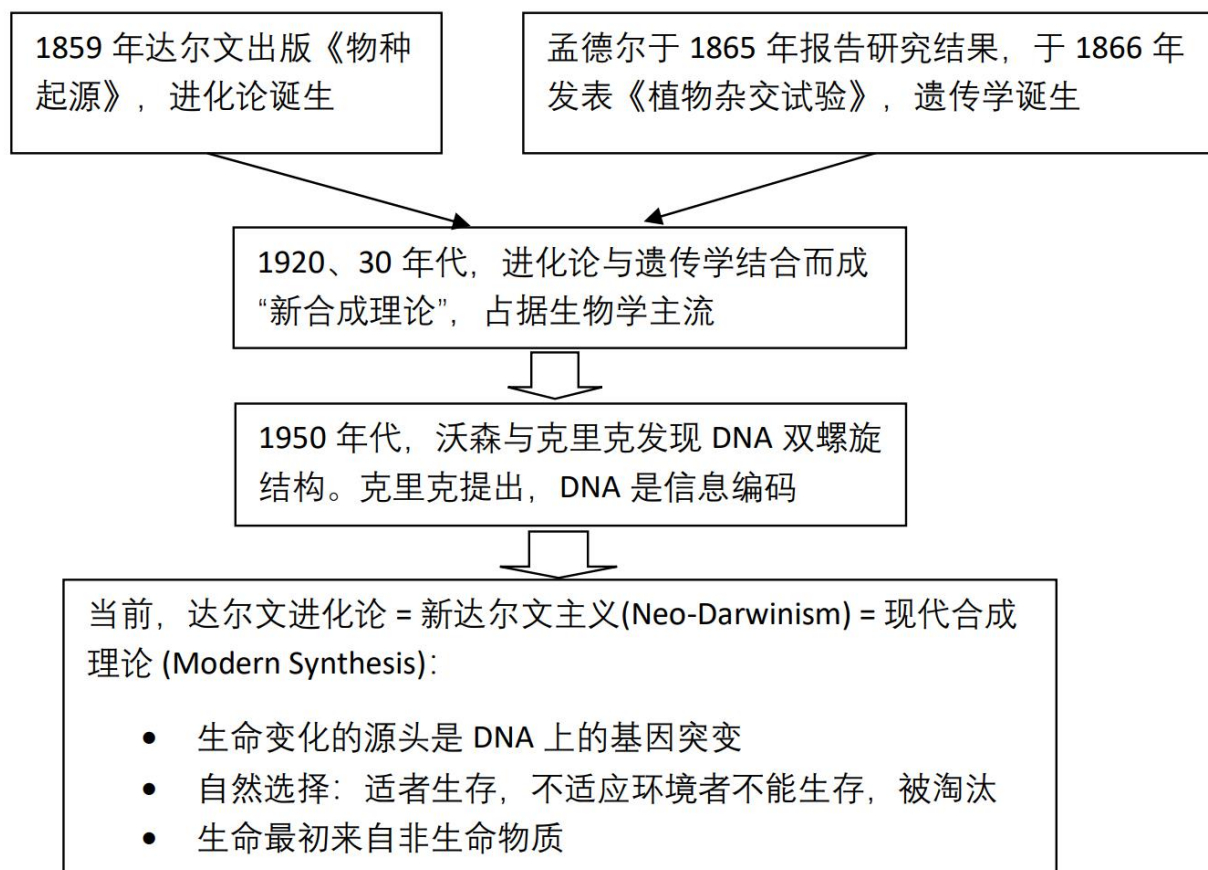 1859 年达尔文出版《物种
起源》，进化论诞生
孟德尔于 1865 年报告研究结果，于 1866 年
发表《植物杂交试验》，遗传学诞生
1920、30 年代，进化论与遗传学结合而成
“新合成理论”，占据生物学主流
1950 年代，沃森与克里克发现 DNA 双螺旋
结构。克里克提出，DNA 是信息编码
当前，达尔文进化论 = 新达尔文主义(Neo-Darwinism) = 现代合成
理论 (Modern Synthesis)：
• 生命变化的源头是 DNA 上的基因突变
• 自然选择：适者生存，不适应环境者不能生存，被淘汰
• 生命最初来自非生命物质